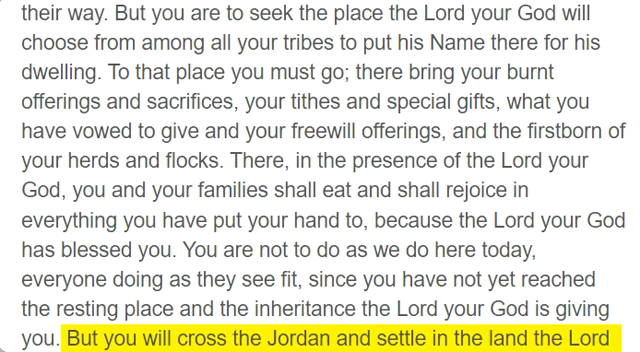 their way. But you are to seek the place the Lord your God will
choose from among all your tribes to put his Name there for his
dwelling. To that place you must go; there bring your burnt
offerings and sacrifices, your tithes and special gifts, what you
have vowed to give and your freewill offerings, and the firstborn of
your herds and flocks. There, in the presence of the Lord your
God, you and your families shall eat and shall rejoice in
everything you have put your hand to, because the Lord your God
has blessed you. You are not to do as we do here today,
everyone doing as they see fit, since you have not yet reached
the resting place and the inheritance the Lord your God is giving
you. But you will cross the Jordan and settle in the land the Lord